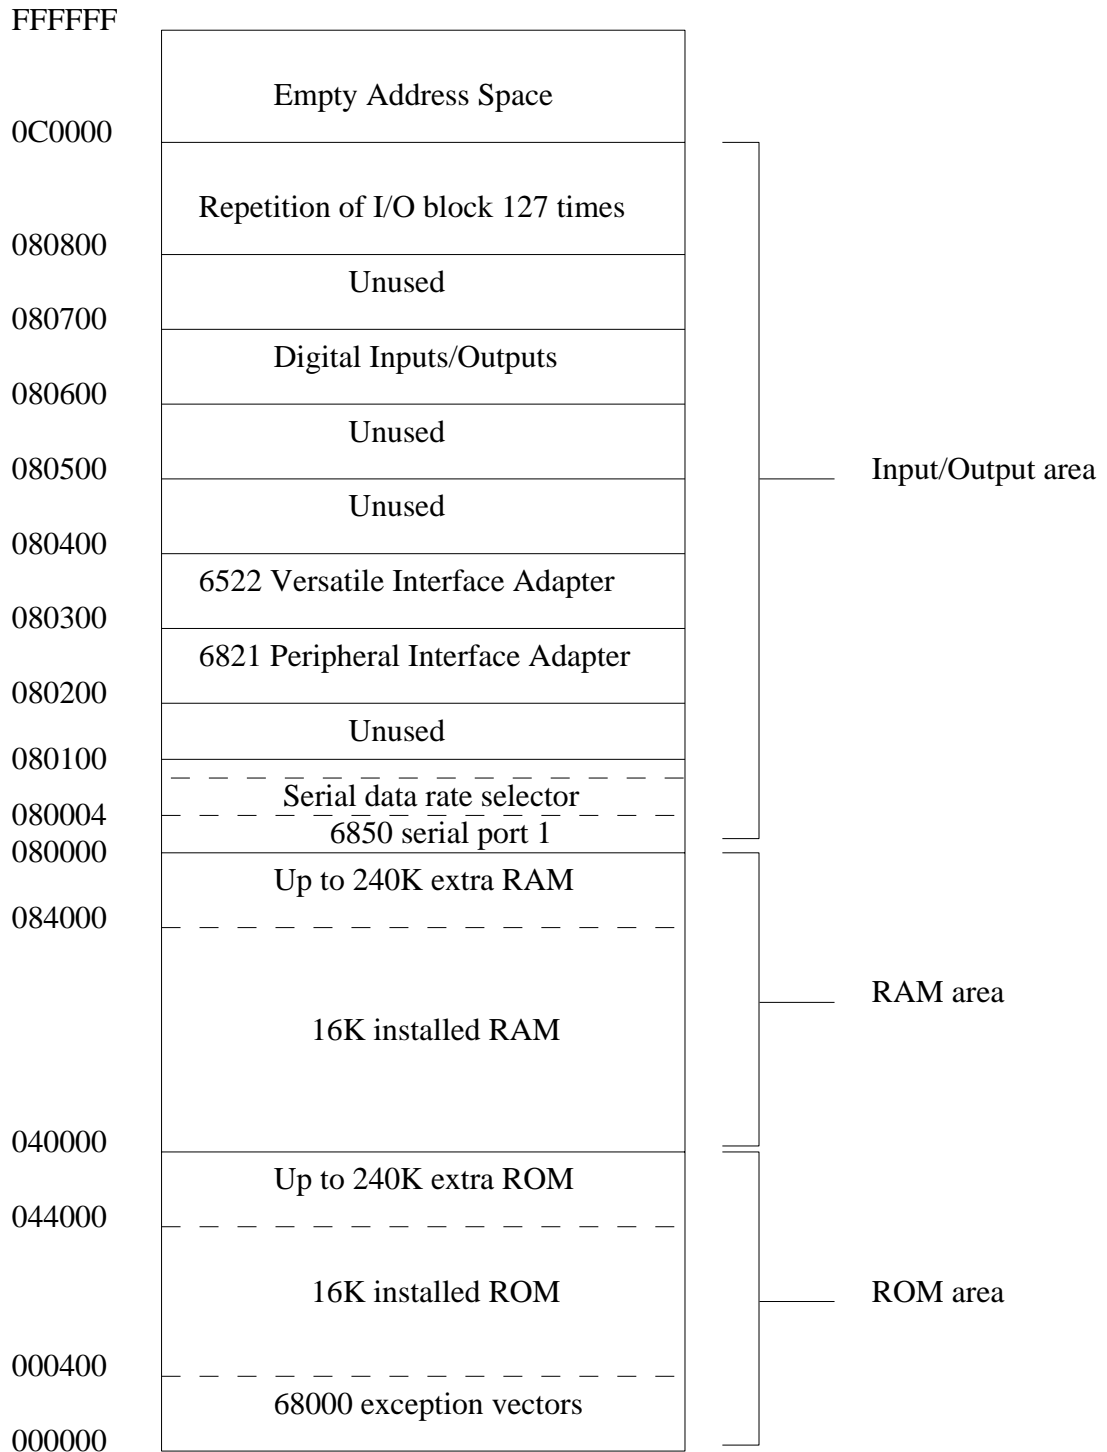 FFFFFF
Empty Address Space
0C0000
Repetition of I/O block 127 times
080800
Unused
080700
Digital Inputs/Outputs
080600
Unused
080500
Input/Output area
Unused
080400
6522 Versatile Interface Adapter
080300
6821 Peripheral Interface Adapter
080200
Unused
080100
Serial data rate selector
080004
6850 serial port 1
080000
Up to 240K extra RAM
084000
RAM area
16K installed RAM
040000
Up to 240K extra ROM
044000
16K installed ROM
ROM area
000400
68000 exception vectors
000000